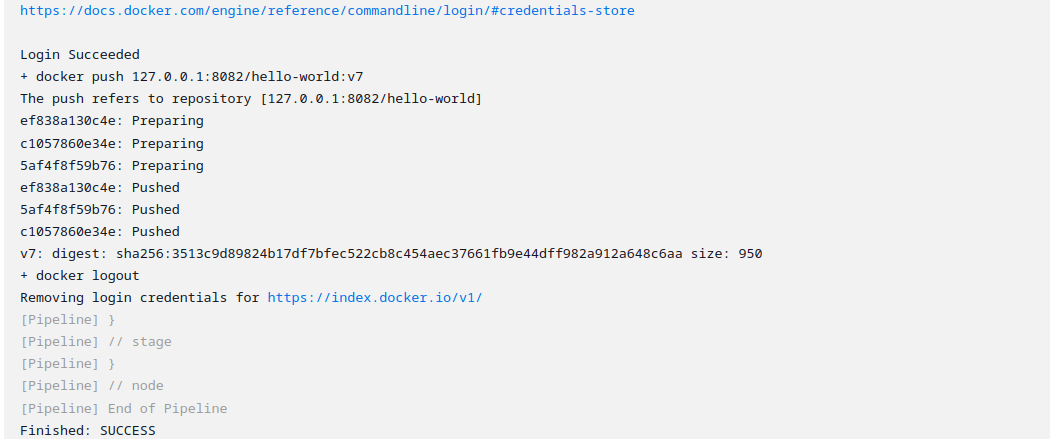 https://docs.docker.com/engine/reference/commandline/login/#credentials-store
Login Succeeded
+ docker push 127.0.0.1:8082/hello-world:v7
The push refers to repository [127.0.0.1:8082/hello-world]
ef838a130c4e: Preparing
c1057860e34e: Preparing
5af4f8f59b76: Preparing
ef838a130c4e: Pushed
5af4f8f59b76: Pushed
c1057860e34e: Pushed
v7: digest: sha256:3513c9d89824b17df7bfec522cb8c454aec37661fb9e44dff982a912a648c6aa size: 950
+ docker logout
Removing login credentials for https://index.docker.io/v1/
[Pipeline] }
[Pipeline] // stage
[Pipeline] }
[Pipeline] // node
[Pipeline] End of Pipeline
Finished: SUCCESS